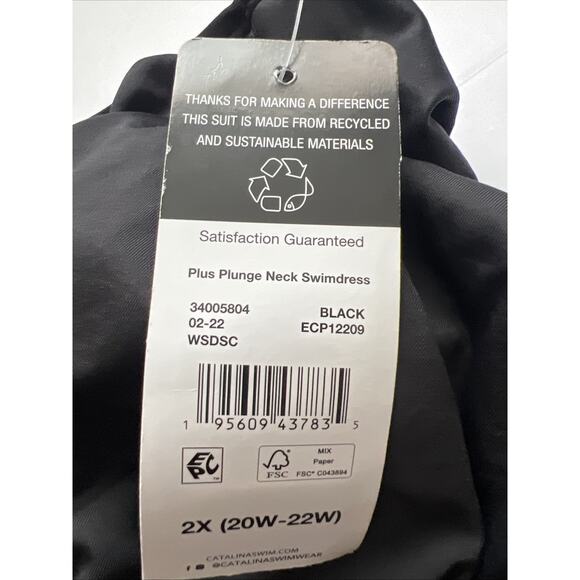 THANKS FOR MAKING A DIFFERENCE
THIS SUIT IS MADE FROM RECYCLED
AND SUSTAINABLE MATERIALS
Satisfaction Guaranteed
Plus Plunge Neck Swimdress
34005804 BLACK
02-22 ECP12209
WSDSC
1 95609 43783 5
EPC™
FSC
MIX
Paper
FSC® C043894
2X (20W-22W)
CATALINASWIM.COM
f @CATALINASWIMWEAR